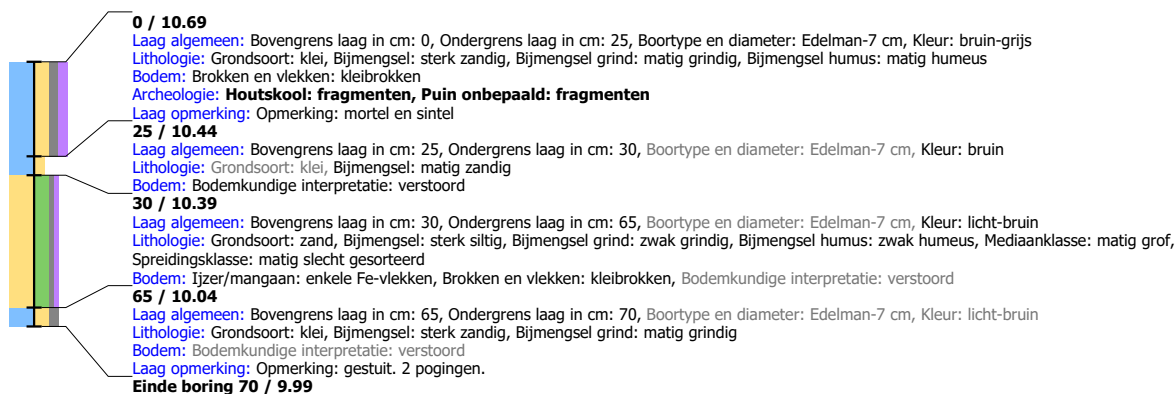 0 / 10.69
Laag algemeen: Bovengrens laag in cm: 0, Ondergrens laag in cm: 25, Boortype en diameter: Edelman-7 cm, Kleur: bruin-grijs
Lithologie: Grondsoort: klei, Bijmengsel: sterk zandig, Bijmengsel grind: matig grindig, Bijmengsel humus: matig humeus
Bodem: Brokken en vlekken: kleibrokken
Archeologie: Houtskool: fragmenten, Puin onbepaald: fragmenten
Laag opmerking: Opmerking: mortel en sintel
25 / 10.44
Laag algemeen: Bovengrens laag in cm: 25, Ondergrens laag in cm: 30, Boortype en diameter: Edelman-7 cm, Kleur: bruin
Lithologie: Grondsoort: klei, Bijmengsel: matig zandig
Bodem: Bodemkundige interpretatie: verstoord
30 / 10.39
Laag algemeen: Bovengrens laag in cm: 30, Ondergrens laag in cm: 65, Boortype en diameter: Edelman-7 cm, Kleur: licht-bruin
Lithologie: Grondsoort: zand, Bijmengsel: sterk siltig, Bijmengsel grind: zwak grindig, Bijmengsel humus: zwak humeus, Mediaanklasse: matig grof,
Spreidingsklasse: matig slecht gesorteerd
Bodem: Ijzer/mangaan: enkele Fe-vlekken, Brokken en vlekken: kleibrokken, Bodemkundige interpretatie: verstoord
65 / 10.04
Laag algemeen: Bovengrens laag in cm: 65, Ondergrens laag in cm: 70, Boortype en diameter: Edelman-7 cm, Kleur: licht-bruin
Lithologie: Grondsoort: klei, Bijmengsel: sterk zandig, Bijmengsel grind: matig grindig
Bodem: Bodemkundige interpretatie: verstoord
Laag opmerking: Opmerking: gestuit. 2 pogingen.
Einde boring 70 / 9.99